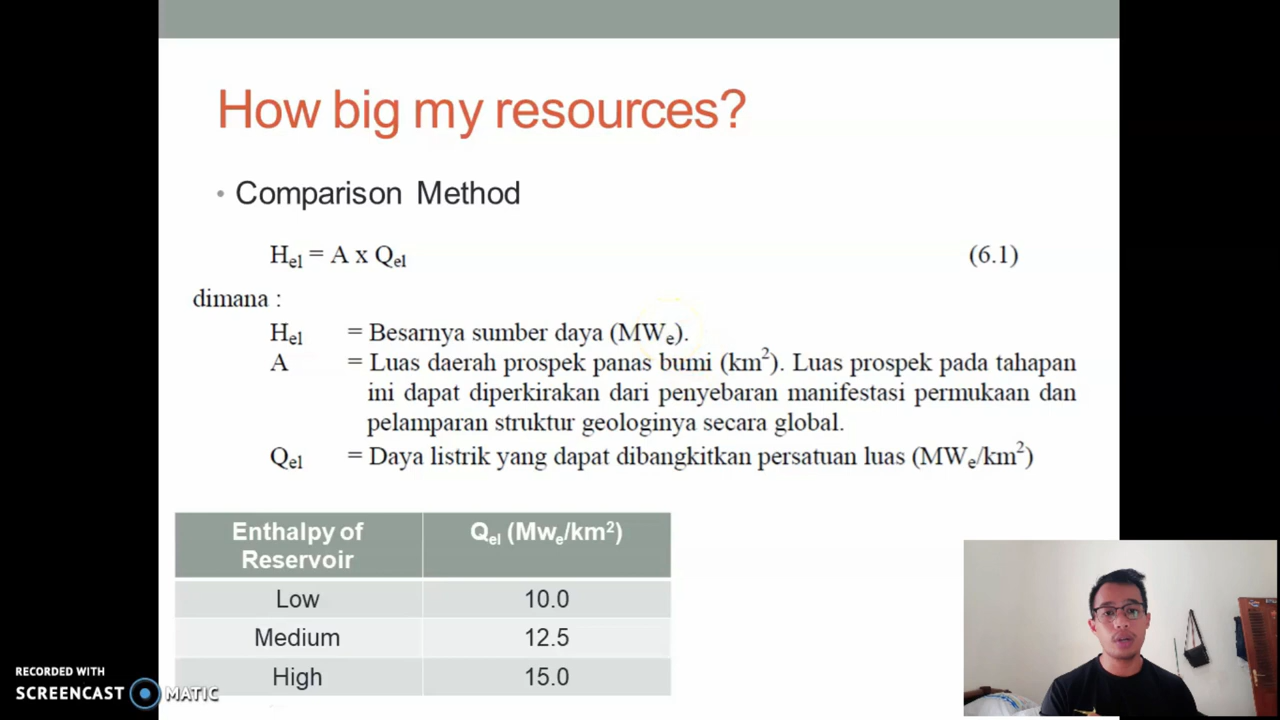 How big my resources?
• Comparison Method
Hel = A x Qel (6.1)
dimana :
Hel = Besarnya sumber daya (MWe).
A = Luas daerah prospek panas bumi (km²). Luas prospek pada tahapan
ini dapat diperkirakan dari penyebaran manifestasi permukaan dan
pelamparan struktur geologinya secara global.
Qel = Daya listrik yang dapat dibangkitkan persatuan luas (MWe/km²)
Enthalpy of Reservoir Qel (Mwe/km²)
Low 10.0
Medium 12.5
High 15.0
RECORDED WITH
SCREENCAST MATIC